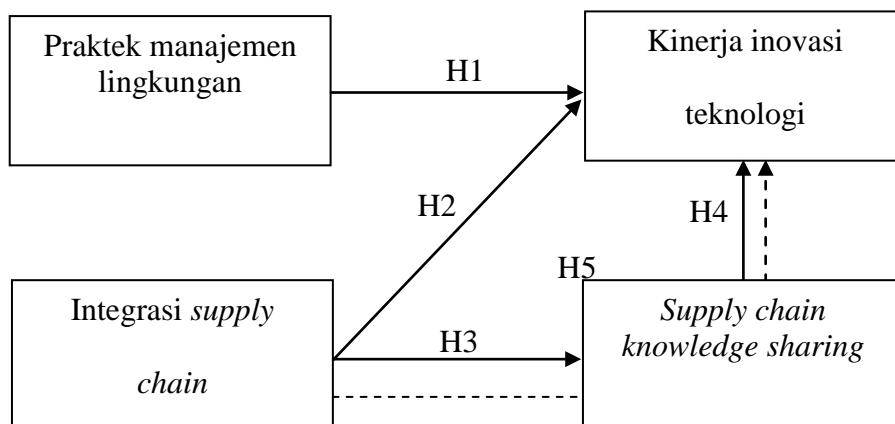 Praktek manajemen
lingkungan
H1
Kinerja inovasi
teknologi
H2
H4
H5
Integrasi supply
chain
H3
Supply chain
knowledge sharing